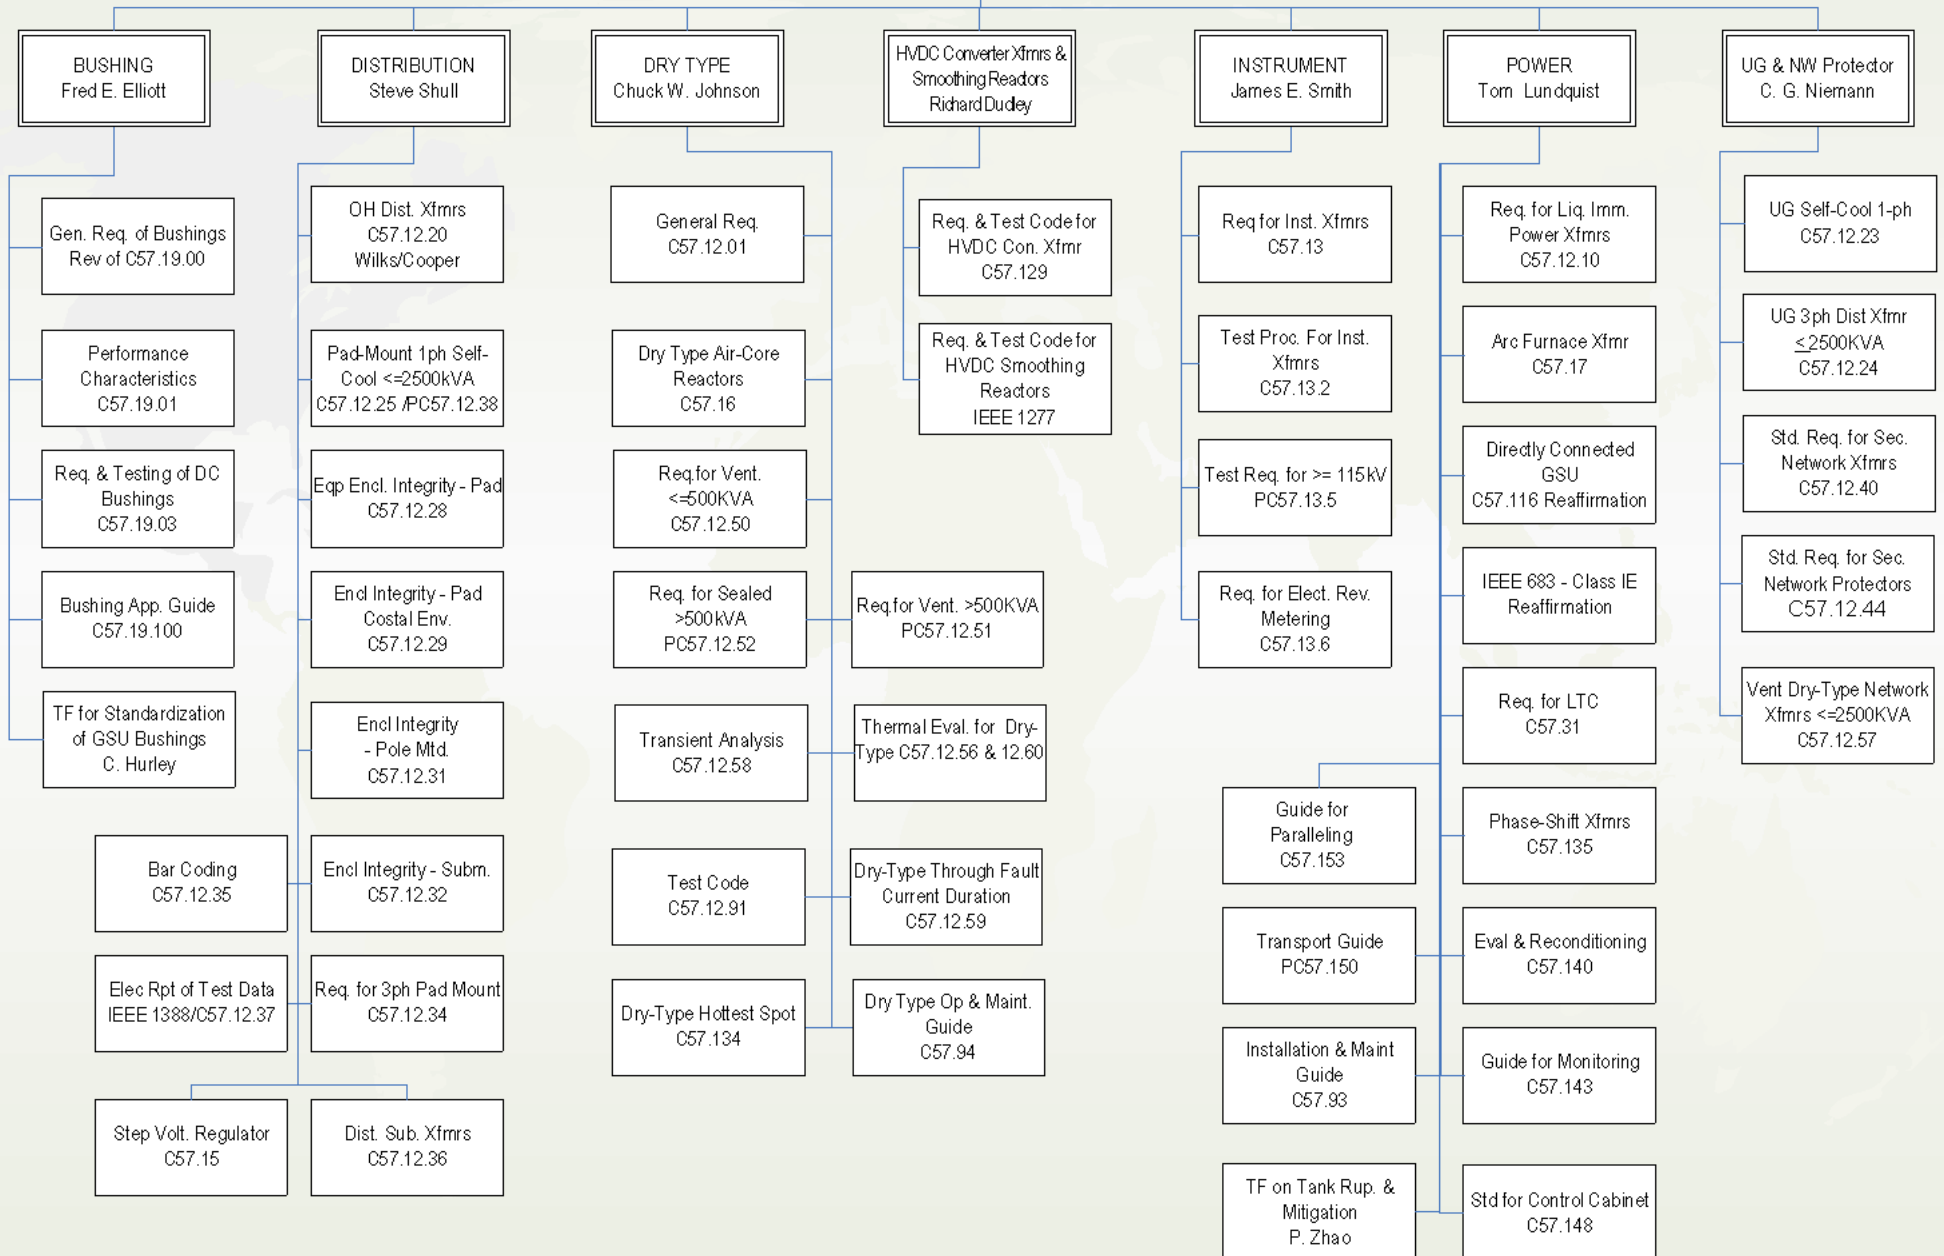 BUSHING
Fred E. Elliott
DISTRIBUTION
Steve Shull
DRY TYPE
Chuck W. Johnson
HVDC Converter Xfmrs &
Smoothing Reactors
Richard Dudley
INSTRUMENT
James E. Smith
POWER
Tom Lundquist
UG & NW Protector
C. G. Niemann
Gen. Req. of Bushings
Rev of C57.19.00
Performance
Characteristics
C57.19.01
Req. & Testing of DC
Bushings
C57.19.03
Bushing App. Guide
C57.19.100
TF for Standardization
of GSU Bushings
C. Hurley
OH Dist. Xfmrs
C57.12.20
Wilks/Cooper
Pad-Mount 1ph Self-
Cool <=2500kVA
C57.12.25 /PC57.12.38
Eqp Encl. Integrity - Pad
C57.12.28
Encl Integrity - Pad
Costal Env.
C57.12.29
Encl Integrity
- Pole Mtd.
C57.12.31
Bar Coding
C57.12.35
Encl Integrity - Subm.
C57.12.32
Elec Rpt of Test Data
IEEE 1388/C57.12.37
Req. for 3ph Pad Mount
C57.12.34
Step Volt. Regulator
C57.15
Dist. Sub. Xfmrs
C57.12.36
General Req.
C57.12.01
Dry Type Air-Core
Reactors
C57.16
Req.for Vent.
<=500KVA
C57.12.50
Req. for Sealed
>500kVA
PC57.12.52
Req.for Vent. >500KVA
PC57.12.51
Transient Analysis
C57.12.58
Thermal Eval. for Dry-
Type C57.12.56 & 12.60
Test Code
C57.12.91
Dry-Type Through Fault
Current Duration
C57.12.59
Dry-Type Hottest Spot
C57.134
Dry Type Op & Maint.
Guide
C57.94
Req. & Test Code for
HVDC Con. Xfmr
C57.129
Req. & Test Code for
HVDC Smoothing
Reactors
IEEE 1277
Req for Inst. Xfmrs
C57.13
Test Proc. For Inst.
Xfmrs
C57.13.2
Test Req. for >= 115kV
PC57.13.5
Req. for Elect. Rev.
Metering
C57.13.6
Req. for Liq. Imm.
Power Xfmrs
C57.12.10
Arc Furnace Xfmr
C57.17
Directly Connected
GSU
C57.116 Reaffirmation
IEEE 683 - Class IE
Reaffirmation
Req. for LTC
C57.31
Guide for
Paralleling
C57.153
Phase-Shift Xfmrs
C57.135
Transport Guide
PC57.150
Eval & Reconditioning
C57.140
Installation & Maint
Guide
C57.93
Guide for Monitoring
C57.143
TF on Tank Rup. &
Mitigation
P. Zhao
Std for Control Cabinet
C57.148
UG Self-Cool 1-ph
C57.12.23
UG 3ph Dist Xfmr
≤2500KVA
C57.12.24
Std. Req. for Sec.
Network Xfmrs
C57.12.40
Std. Req. for Sec.
Network Protectors
C57.12.44
Vent Dry-Type Network
Xfmrs <=2500KVA
C57.12.57